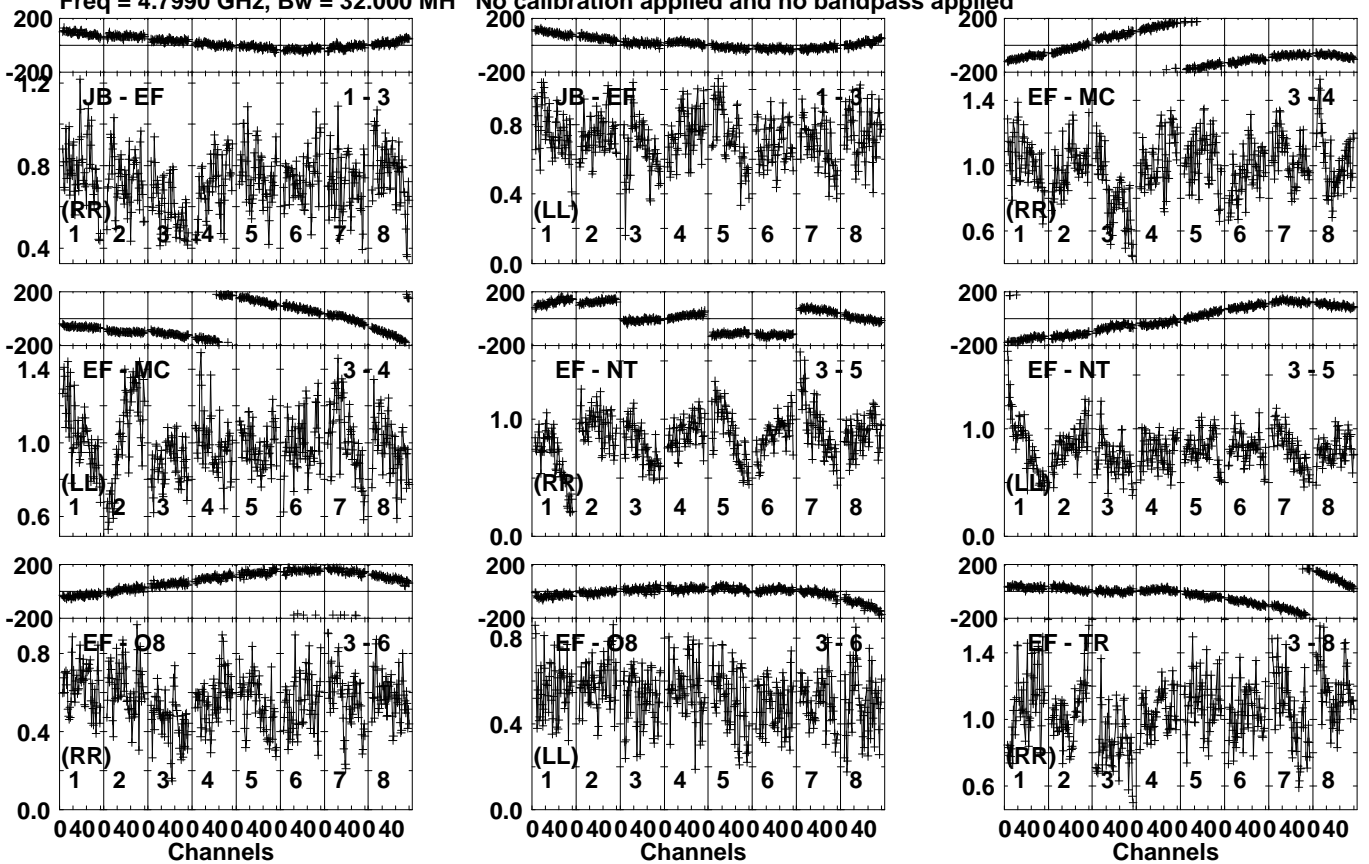 Freq = 4.7990 GHz, Bw = 32.000 MH No calibration applied and no bandpass applied
200
-200
1.2
0.8
0.4
JB - EF 1 - 3
(RR)
1 2 3 4 5 6 7 8
200
-200
0.8
0.4
0.0
JB - EF 1 - 3
(LL)
1 2 3 4 5 6 7 8
200
-200
1.4
1.0
0.6
EF - MC 3 - 4
(RR)
1 2 3 4 5 6 7 8
200
-200
1.4
1.0
0.6
EF - MC 3 - 4
(LL)
1 2 3 4 5 6 7 8
200
-200
1.0
0.0
EF - NT 3 - 5
(RR)
1 2 3 4 5 6 7 8
200
-200
1.0
0.0
EF - NT 3 - 5
(LL)
1 2 3 4 5 6 7 8
200
-200
0.8
0.4
0.0
EF - O8 3 - 6
(RR)
1 2 3 4 5 6 7 8
0 40 0 40 0 40 0 40 0 40 0 40 0 40 0 40
Channels
200
-200
0.8
0.4
0.0
EF - O8 3 - 6
(LL)
1 2 3 4 5 6 7 8
0 40 0 40 0 40 0 40 0 40 0 40 0 40 0 40
Channels
200
-200
1.4
1.0
0.6
EF - TR 3 - 8
(RR)
1 2 3 4 5 6 7 8
0 40 0 40 0 40 0 40 0 40 0 40 0 40 0 40
Channels